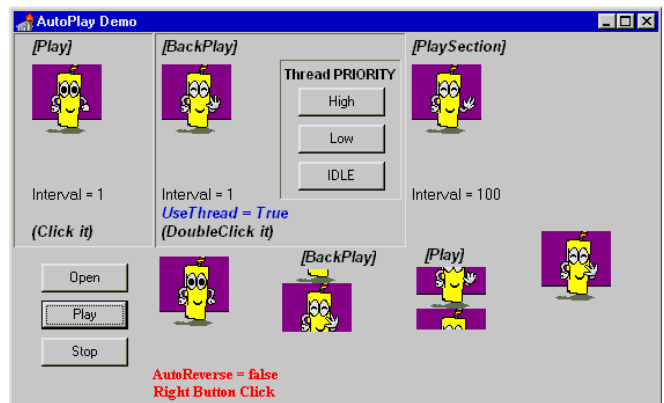 AutoPlay Demo
[Play]
[BackPlay]
[PlaySection]
Thread PRIORITY
High
Low
IDLE
Interval = 1
Interval = 1
Interval = 100
UseThread = True
(Click it)
(DoubleClick it)
Open
Play
Stop
[BackPlay]
[Play]
AutoReverse = false
Right Button Click